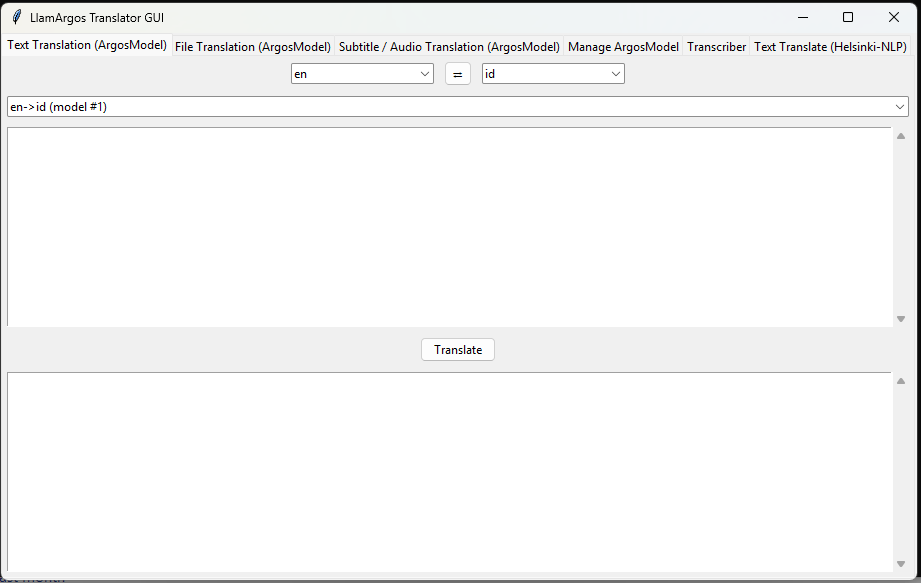 LlamArgos Translator GUI
Text Translation (ArgosModel) File Translation (ArgosModel) Subtitle / Audio Translation (ArgosModel) Manage ArgosModel Transcriber Text Translate (Helsinki-NLP)
en ⇄ id
en->id (model #1)
Translate